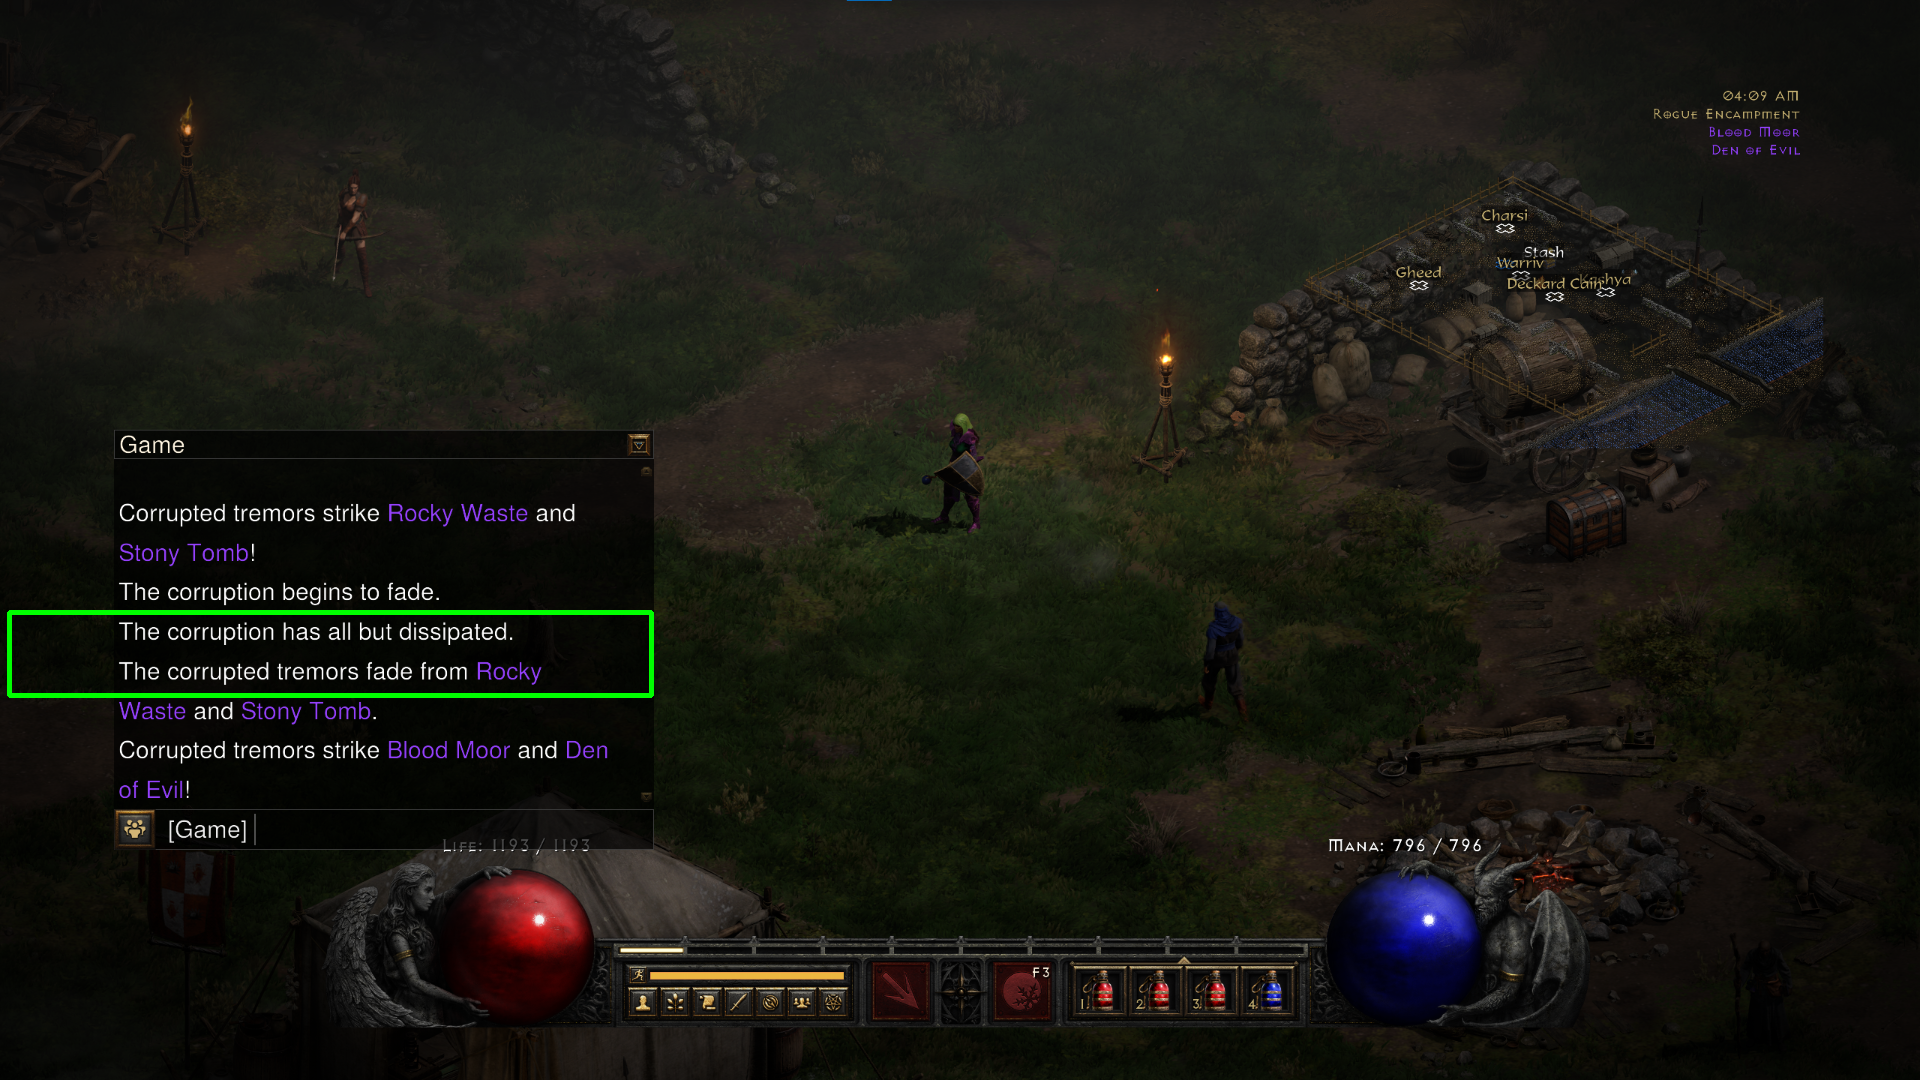 04:09 AM
Rogue Encampment
Blood Moor
Den of Evil
Charsi
Stash
Warriv
Gheed
Kashya
Deckard Cain
Game
Corrupted tremors strike Rocky Waste and
Stony Tomb!
The corruption begins to fade.
The corruption has all but dissipated.
The corrupted tremors fade from Rocky
Waste and Stony Tomb.
Corrupted tremors strike Blood Moor and Den
of Evil!
[Game]
Life: 1193 / 1193
Mana: 796 / 796
F3
1
2
3
4